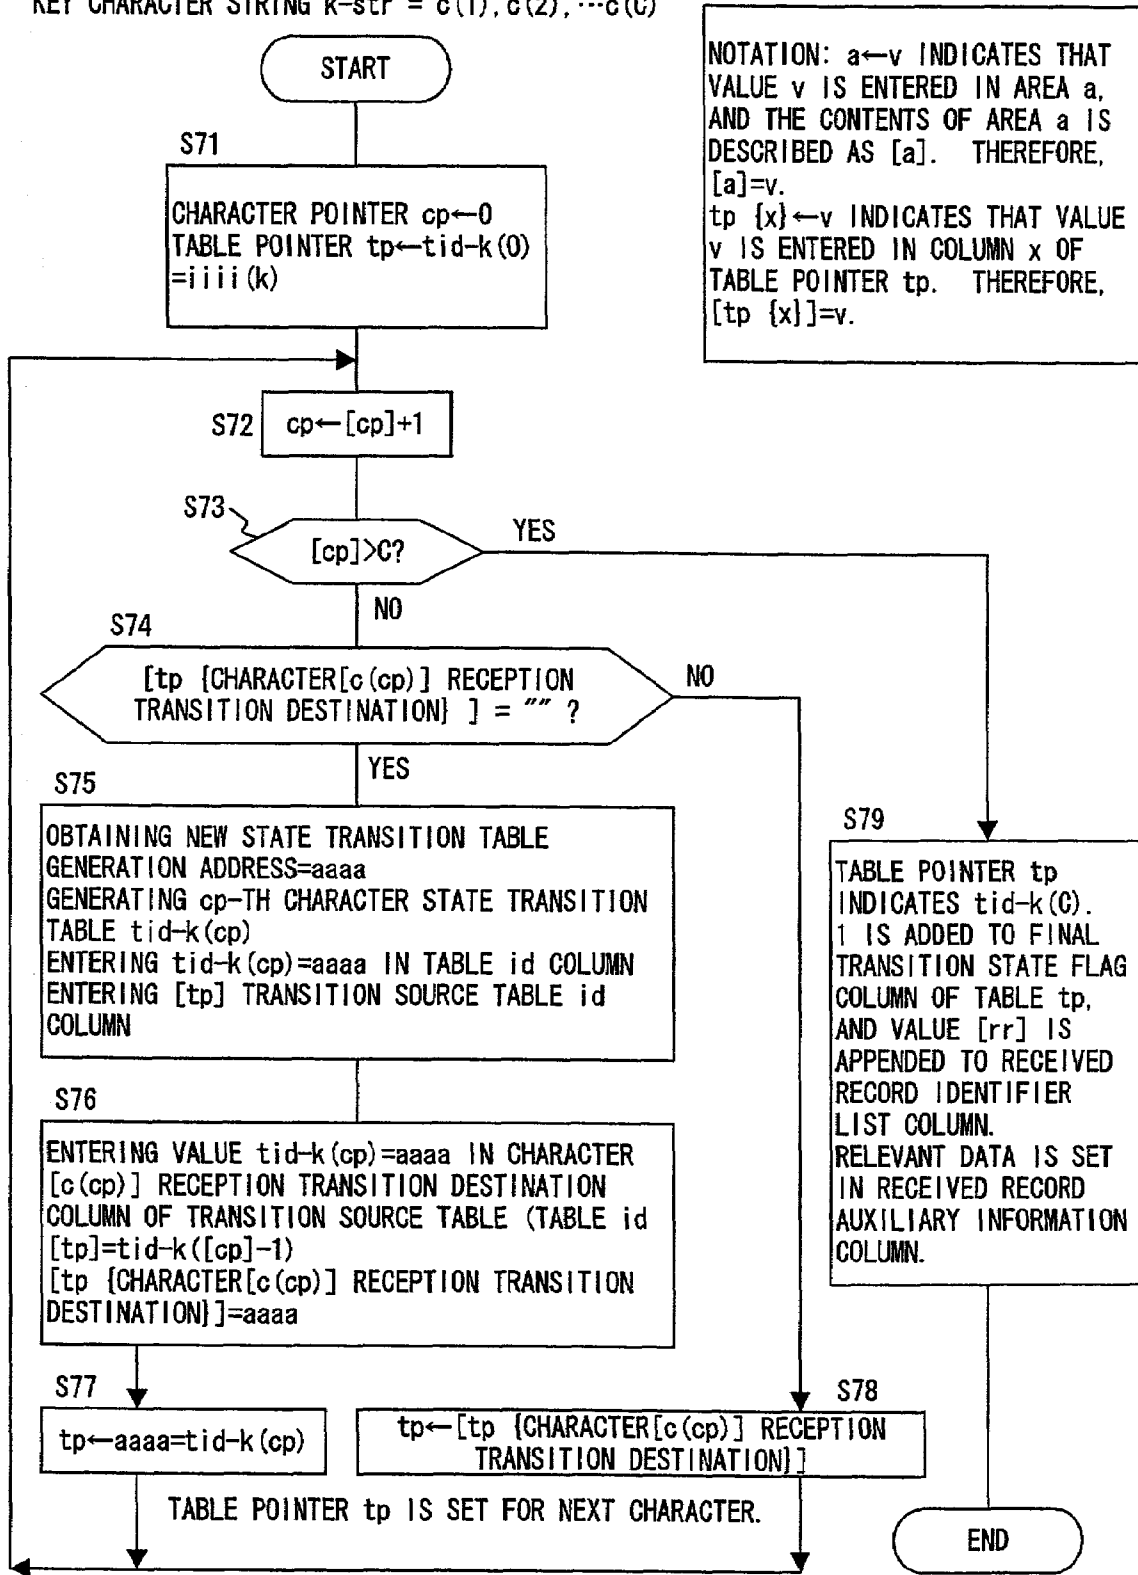 KEY CHARACTER STRING k-str = c(1), c(2), ···c(C)
START
NOTATION: a←v INDICATES THAT
VALUE v IS ENTERED IN AREA a,
AND THE CONTENTS OF AREA a IS
DESCRIBED AS [a]. THEREFORE,
[a]=v.
tp {x}←v INDICATES THAT VALUE
v IS ENTERED IN COLUMN x OF
TABLE POINTER tp. THEREFORE,
[tp {x}]=v.
S71
CHARACTER POINTER cp←0
TABLE POINTER tp←tid-k(0)
=iiii(k)
S72
cp←[cp]+1
S73
[cp]>C?
YES
NO
S74
[tp {CHARACTER[c(cp)] RECEPTION
TRANSITION DESTINATION} ] = "" ?
NO
YES
S75
OBTAINING NEW STATE TRANSITION TABLE
GENERATION ADDRESS=aaaa
GENERATING cp-TH CHARACTER STATE TRANSITION
TABLE tid-k(cp)
ENTERING tid-k(cp)=aaaa IN TABLE id COLUMN
ENTERING [tp] TRANSITION SOURCE TABLE id
COLUMN
S76
ENTERING VALUE tid-k(cp)=aaaa IN CHARACTER
[c(cp)] RECEPTION TRANSITION DESTINATION
COLUMN OF TRANSITION SOURCE TABLE (TABLE id
[tp]=tid-k([cp]-1)
[tp {CHARACTER[c(cp)] RECEPTION TRANSITION
DESTINATION}]=aaaa
S77
tp←aaaa=tid-k(cp)
S78
tp←[tp {CHARACTER[c(cp)] RECEPTION
TRANSITION DESTINATION}]
TABLE POINTER tp IS SET FOR NEXT CHARACTER.
S79
TABLE POINTER tp
INDICATES tid-k(C).
1 IS ADDED TO FINAL
TRANSITION STATE FLAG
COLUMN OF TABLE tp,
AND VALUE [rr] IS
APPENDED TO RECEIVED
RECORD IDENTIFIER
LIST COLUMN.
RELEVANT DATA IS SET
IN RECEIVED RECORD
AUXILIARY INFORMATION
COLUMN.
END